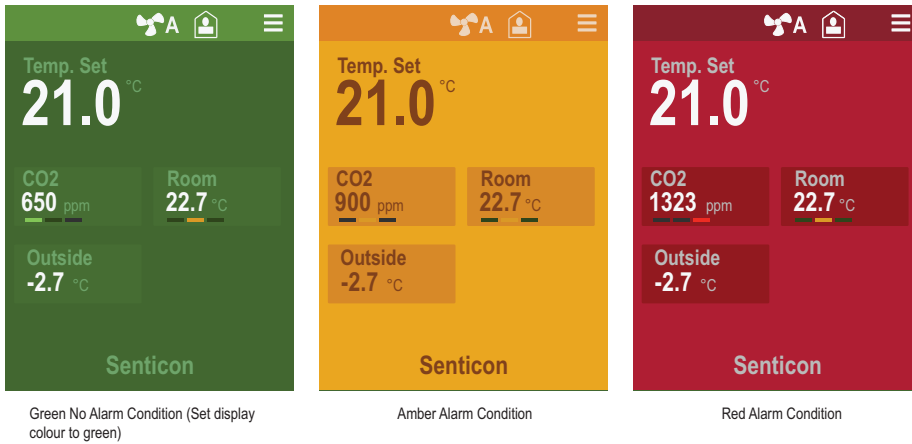 A
Temp. Set
21.0 °C
CO2
650 ppm
Room
22.7 °C
Outside
-2.7 °C
Senticon
Green No Alarm Condition (Set display
colour to green)
A
Temp. Set
21.0 °C
CO2
900 ppm
Room
22.7 °C
Outside
-2.7 °C
Senticon
Amber Alarm Condition
A
Temp. Set
21.0 °C
CO2
1323 ppm
Room
22.7 °C
Outside
-2.7 °C
Senticon
Red Alarm Condition